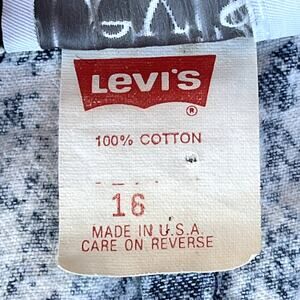 Levi's
®
100% COTTON
16
MADE IN U.S.A.
CARE ON REVERSE